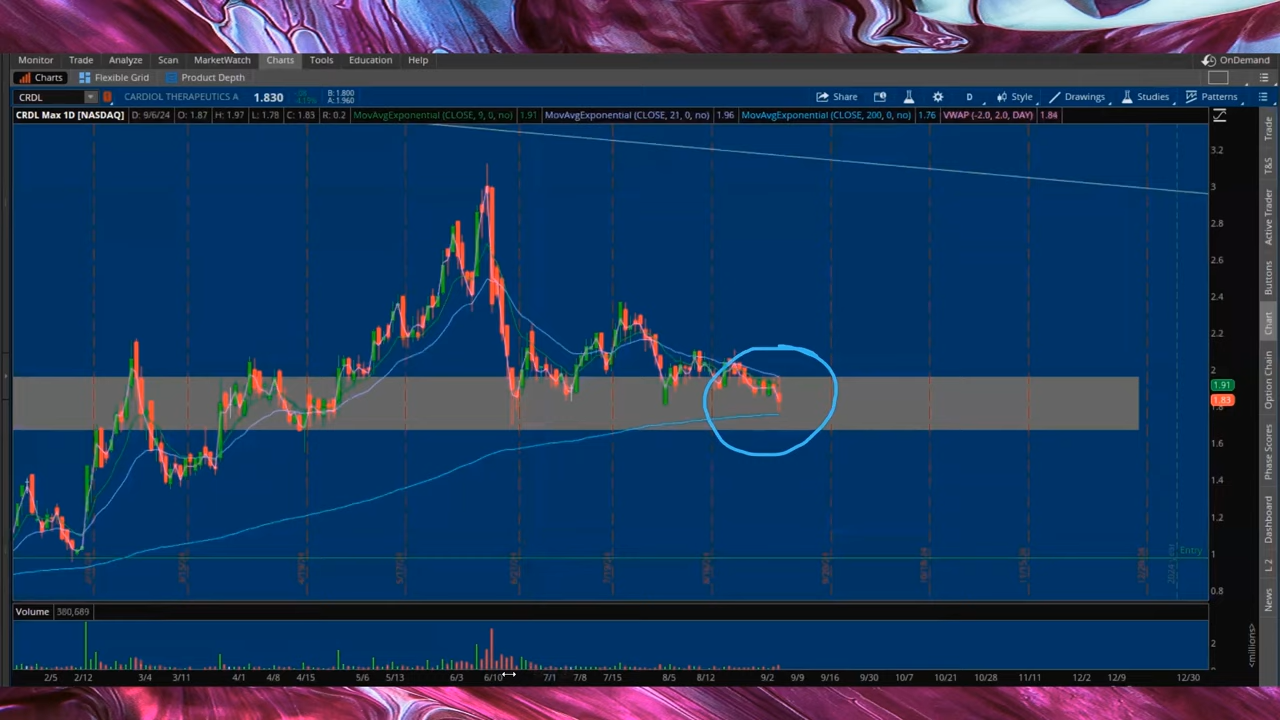 Monitor Trade Analyze Scan MarketWatch Charts Tools Education Help OnDemand
Charts Flexible Grid Product Depth
CRDL CARDIOL THERAPEUTICS A 1.830 B: 1.800 A: 1.960 Share D Style Drawings Studies Patterns
CRDL Max 1D [NASDAQ] D: 9/6/24 O: 1.87 H: 1.97 L: 1.78 C: 1.83 R: 0.2 MovAvgExponential (CLOSE, 9, 0, no) 1.91 MovAvgExponential (CLOSE, 21, 0, no) 1.96 MovAvgExponential (CLOSE, 200, 0, no) 1.76 VWAP (-2.0, 2.0, DAY) 1.84
3.2
3
2.8
2.6
2.4
2.2
2
1.91
1.83
1.6
1.4
1.2
1
0.8
Entry
Trade
T&S
Active Trader
Buttons
Chart
Option Chain
Phase Scores
Dashboard
L 2
News
Volume 380,689
2
<millions>
2/5 2/12 3/4 3/11 4/1 4/8 4/15 5/6 5/13 6/3 6/10 7/1 7/8 7/15 8/5 8/12 9/2 9/9 9/16 9/30 10/7 10/21 10/28 11/11 12/2 12/9 12/30